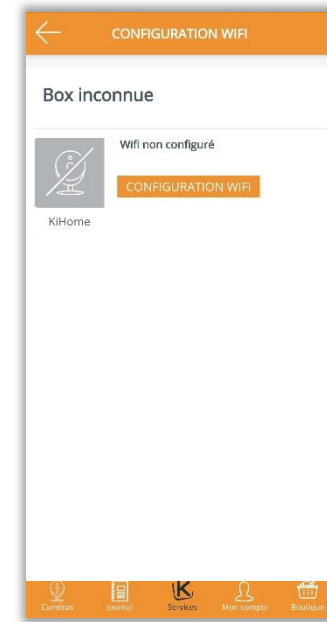 CONFIGURATION WIFI
Box inconnue
Wifi non configuré
CONFIGURATION WIFI
KiHome
Caméras Journal Services Mon compte Boutique